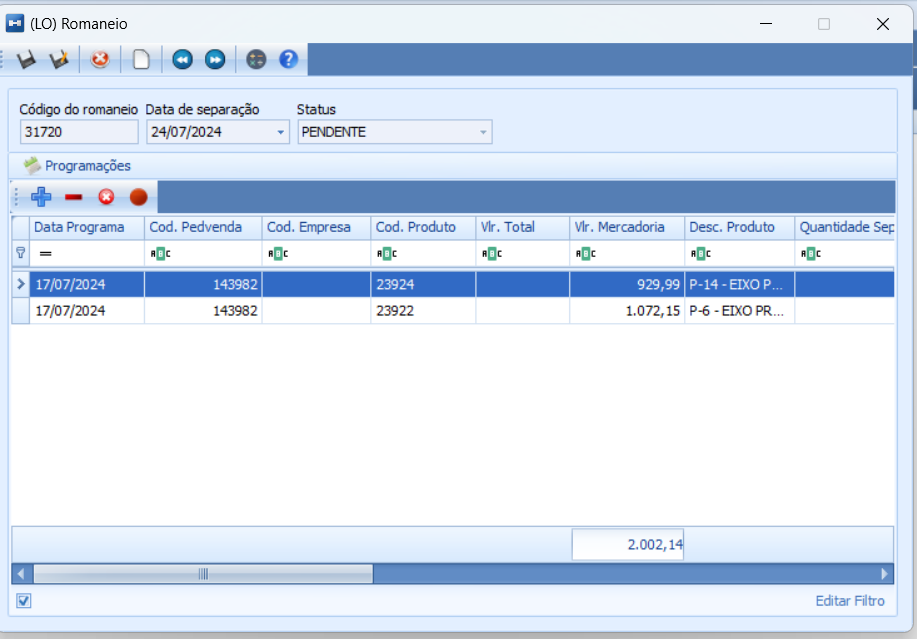 (LO) Romaneio
Código do romaneio Data de separação Status
31720 24/07/2024 PENDENTE
Programações
Data Programa Cod. Pedvenda Cod. Empresa Cod. Produto Vlr. Total Vlr. Mercadoria Desc. Produto Quantidade Sep
= ABC ABC ABC ABC ABC ABC ABC
17/07/2024 143982 23924 929,99 P-14 - EIXO P...
17/07/2024 143982 23922 1.072,15 P-6 - EIXO PR...
2.002,14
Editar Filtro